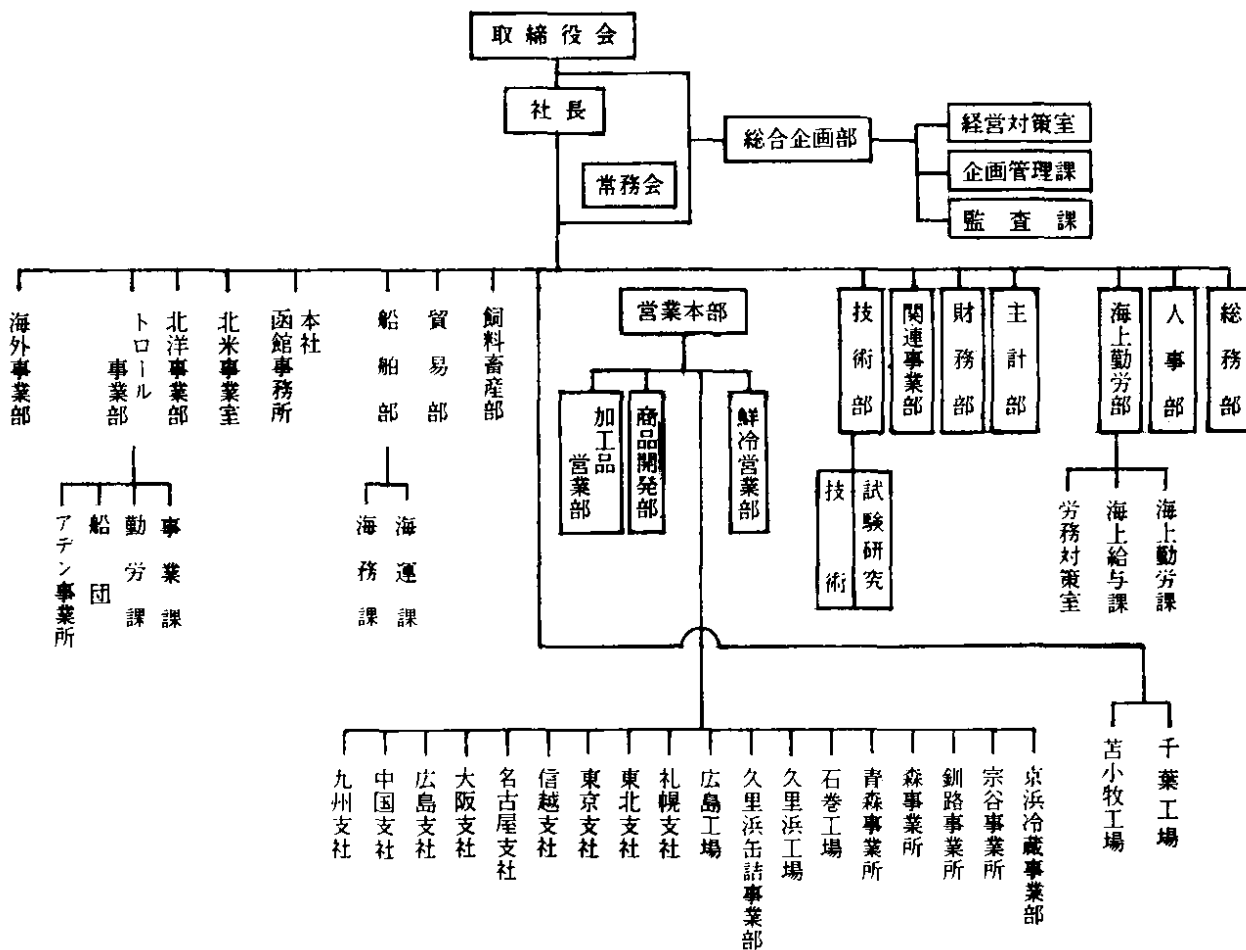 取締役会
社長
常務会
総合企画部
経営対策室
企画管理課
監査課
総務部
人事部
海上勤労部
主計部
財務部
関連事業部
技術部
営業本部
飼料畜産部
貿易部
船舶部
本社
函館事務所
北米事業室
北洋事業部
トロール
事業部
海外事業部
海上勤労課
海上給与課
労務対策室
試験研究
技術
鮮冷営業部
商品開発部
加工品
営業部
海運課
海務課
事業課
勤労課
船団
アデン事業所
千葉工場
苫小牧工場
京浜冷蔵事業部
宗谷事業所
釧路事業所
森事業所
青森事業所
石巻工場
久里浜工場
久里浜缶詰事業部
広島工場
札幌支社
東北支社
東京支社
信越支社
名古屋支社
大阪支社
広島支社
中国支社
九州支社